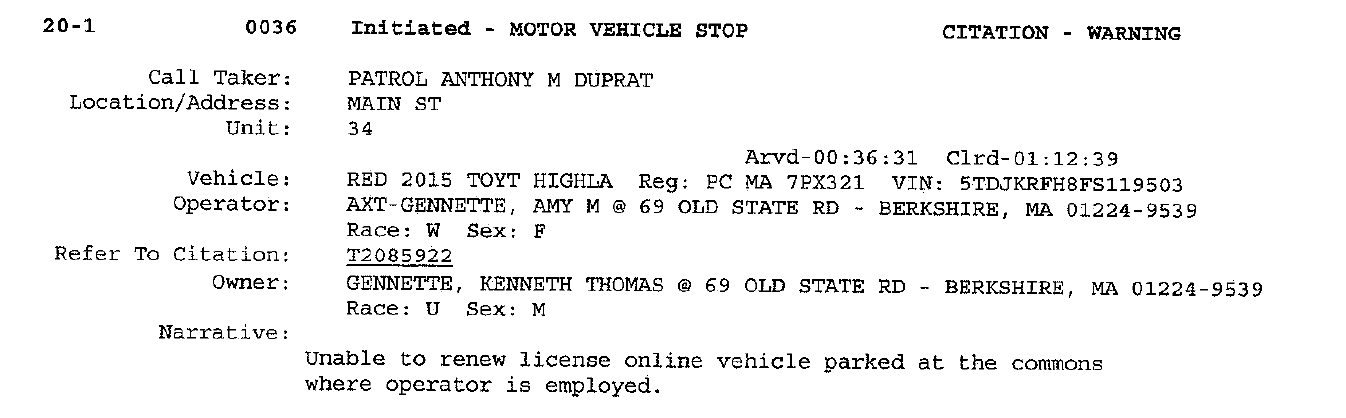 20-1 0036 Initiated - MOTOR VEHICLE STOP CITATION - WARNING
Call Taker: PATROL ANTHONY M DUPRAT
Location/Address: MAIN ST
Unit: 34
Arvd-00:36:31 Clrd-01:12:39
Vehicle: RED 2015 TOYT HIGHLA Reg: PC MA 7PX321 VIN: 5TDJKRFH8FS119503
Operator: AXT-GENNETTE, AMY M @ 69 OLD STATE RD - BERKSHIRE, MA 01224-9539
Race: W Sex: F
Refer To Citation: T2085922
Owner: GENNETTE, KENNETH THOMAS @ 69 OLD STATE RD - BERKSHIRE, MA 01224-9539
Race: U Sex: M
Narrative:
Unable to renew license online vehicle parked at the commons
where operator is employed.